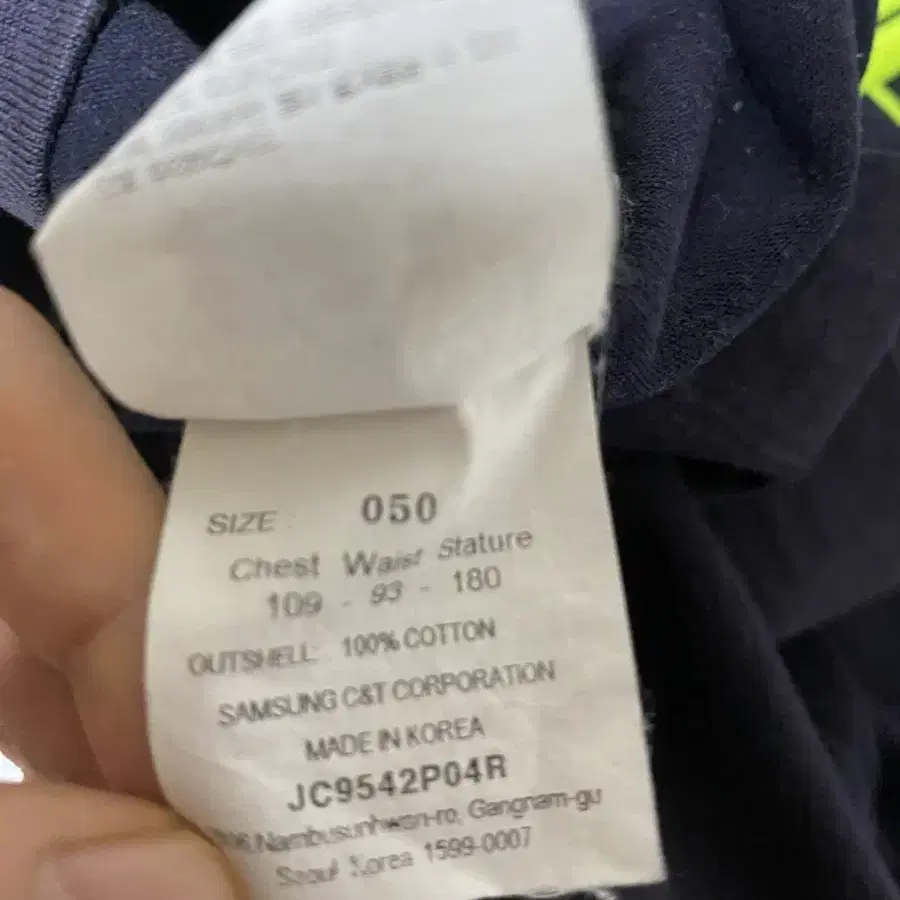 SIZE : 050
Chest Waist Stature
109 - 93 - 180
OUTSHELL: 100% COTTON
SAMSUNG C&T CORPORATION
MADE IN KOREA
JC9542P04R
Nambusunhwan-ro, Gangnam-gu
Seoul Korea 1599-0007